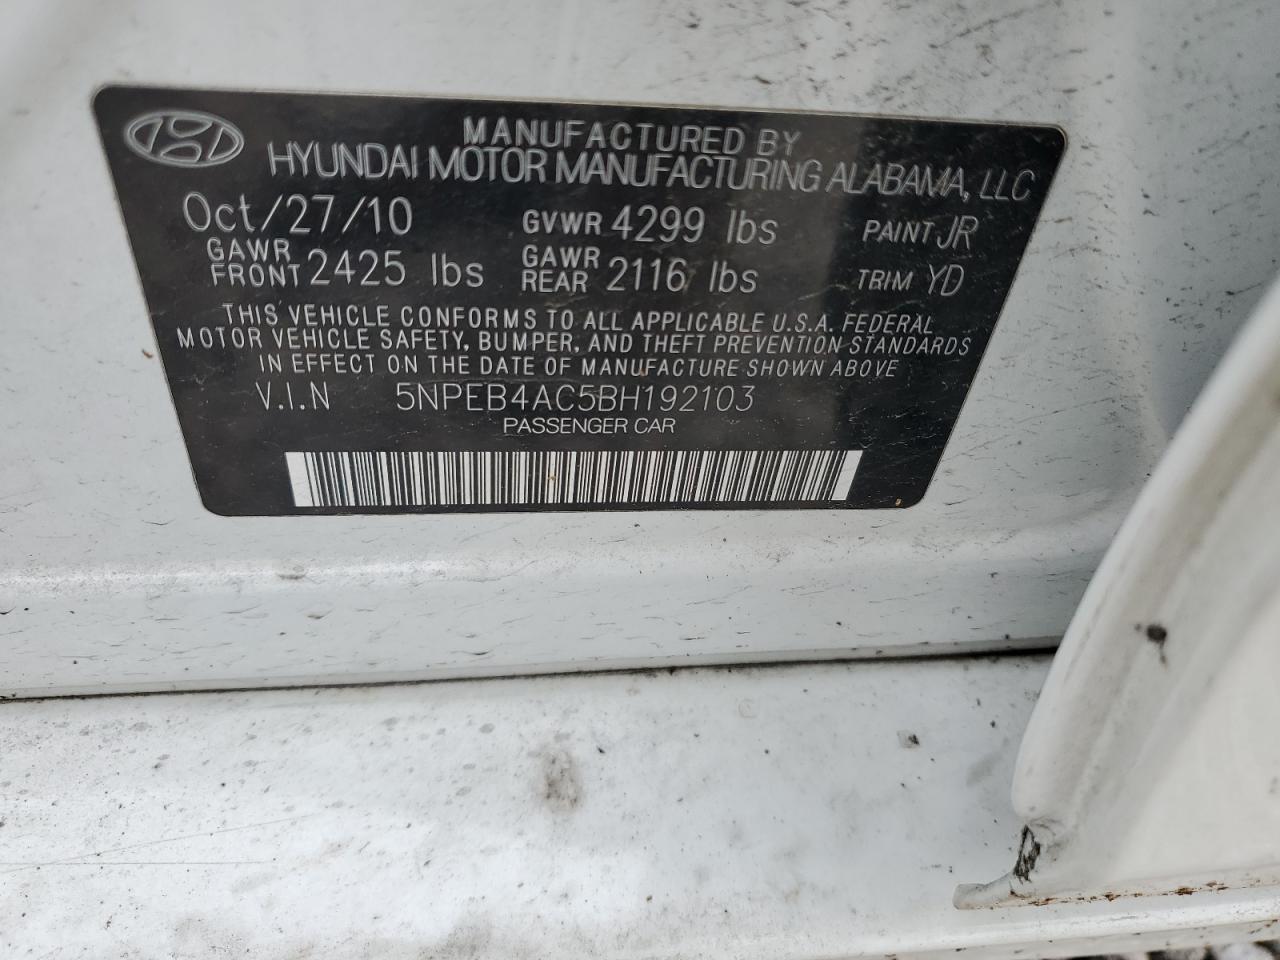 MANUFACTURED BY
HYUNDAI MOTOR MANUFACTURING ALABAMA, LLC
Oct/27/10 GVWR 4299 lbs PAINT JR
GAWR FRONT 2425 lbs GAWR REAR 2116 lbs TRIM YD
THIS VEHICLE CONFORMS TO ALL APPLICABLE U.S.A. FEDERAL
MOTOR VEHICLE SAFETY, BUMPER, AND THEFT PREVENTION STANDARDS
IN EFFECT ON THE DATE OF MANUFACTURE SHOWN ABOVE
V.I.N 5NPEB4AC5BH192103
PASSENGER CAR